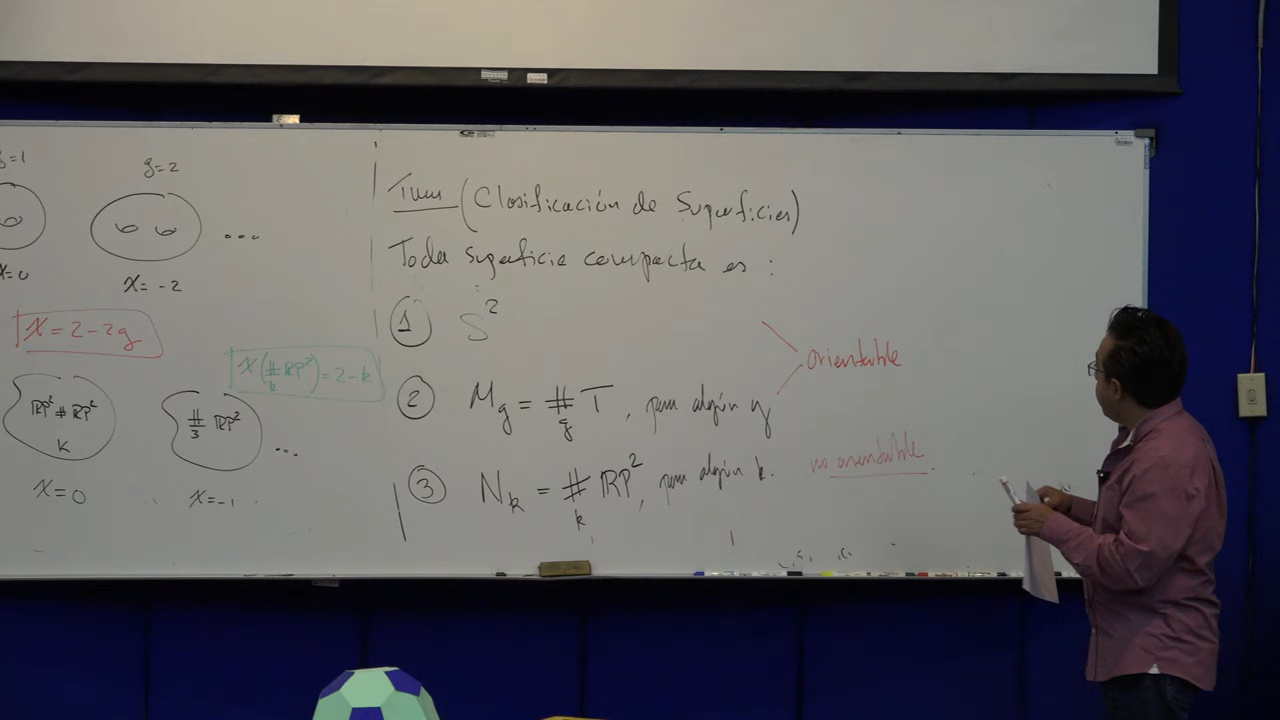 g=1
g=2
...
χ=0
χ=-2
χ=2-2g
χ(#_k RP²)=2-k
RP²#RP²
K
#_3 RP²
...
χ=0
χ=-1
Tma (Clasificación de Superficies)
Toda superficie compacta es :
① S²
orientable
② M_g = #_g T , para algún g
③ N_k = #_k RP², para algún k.
no orientable.